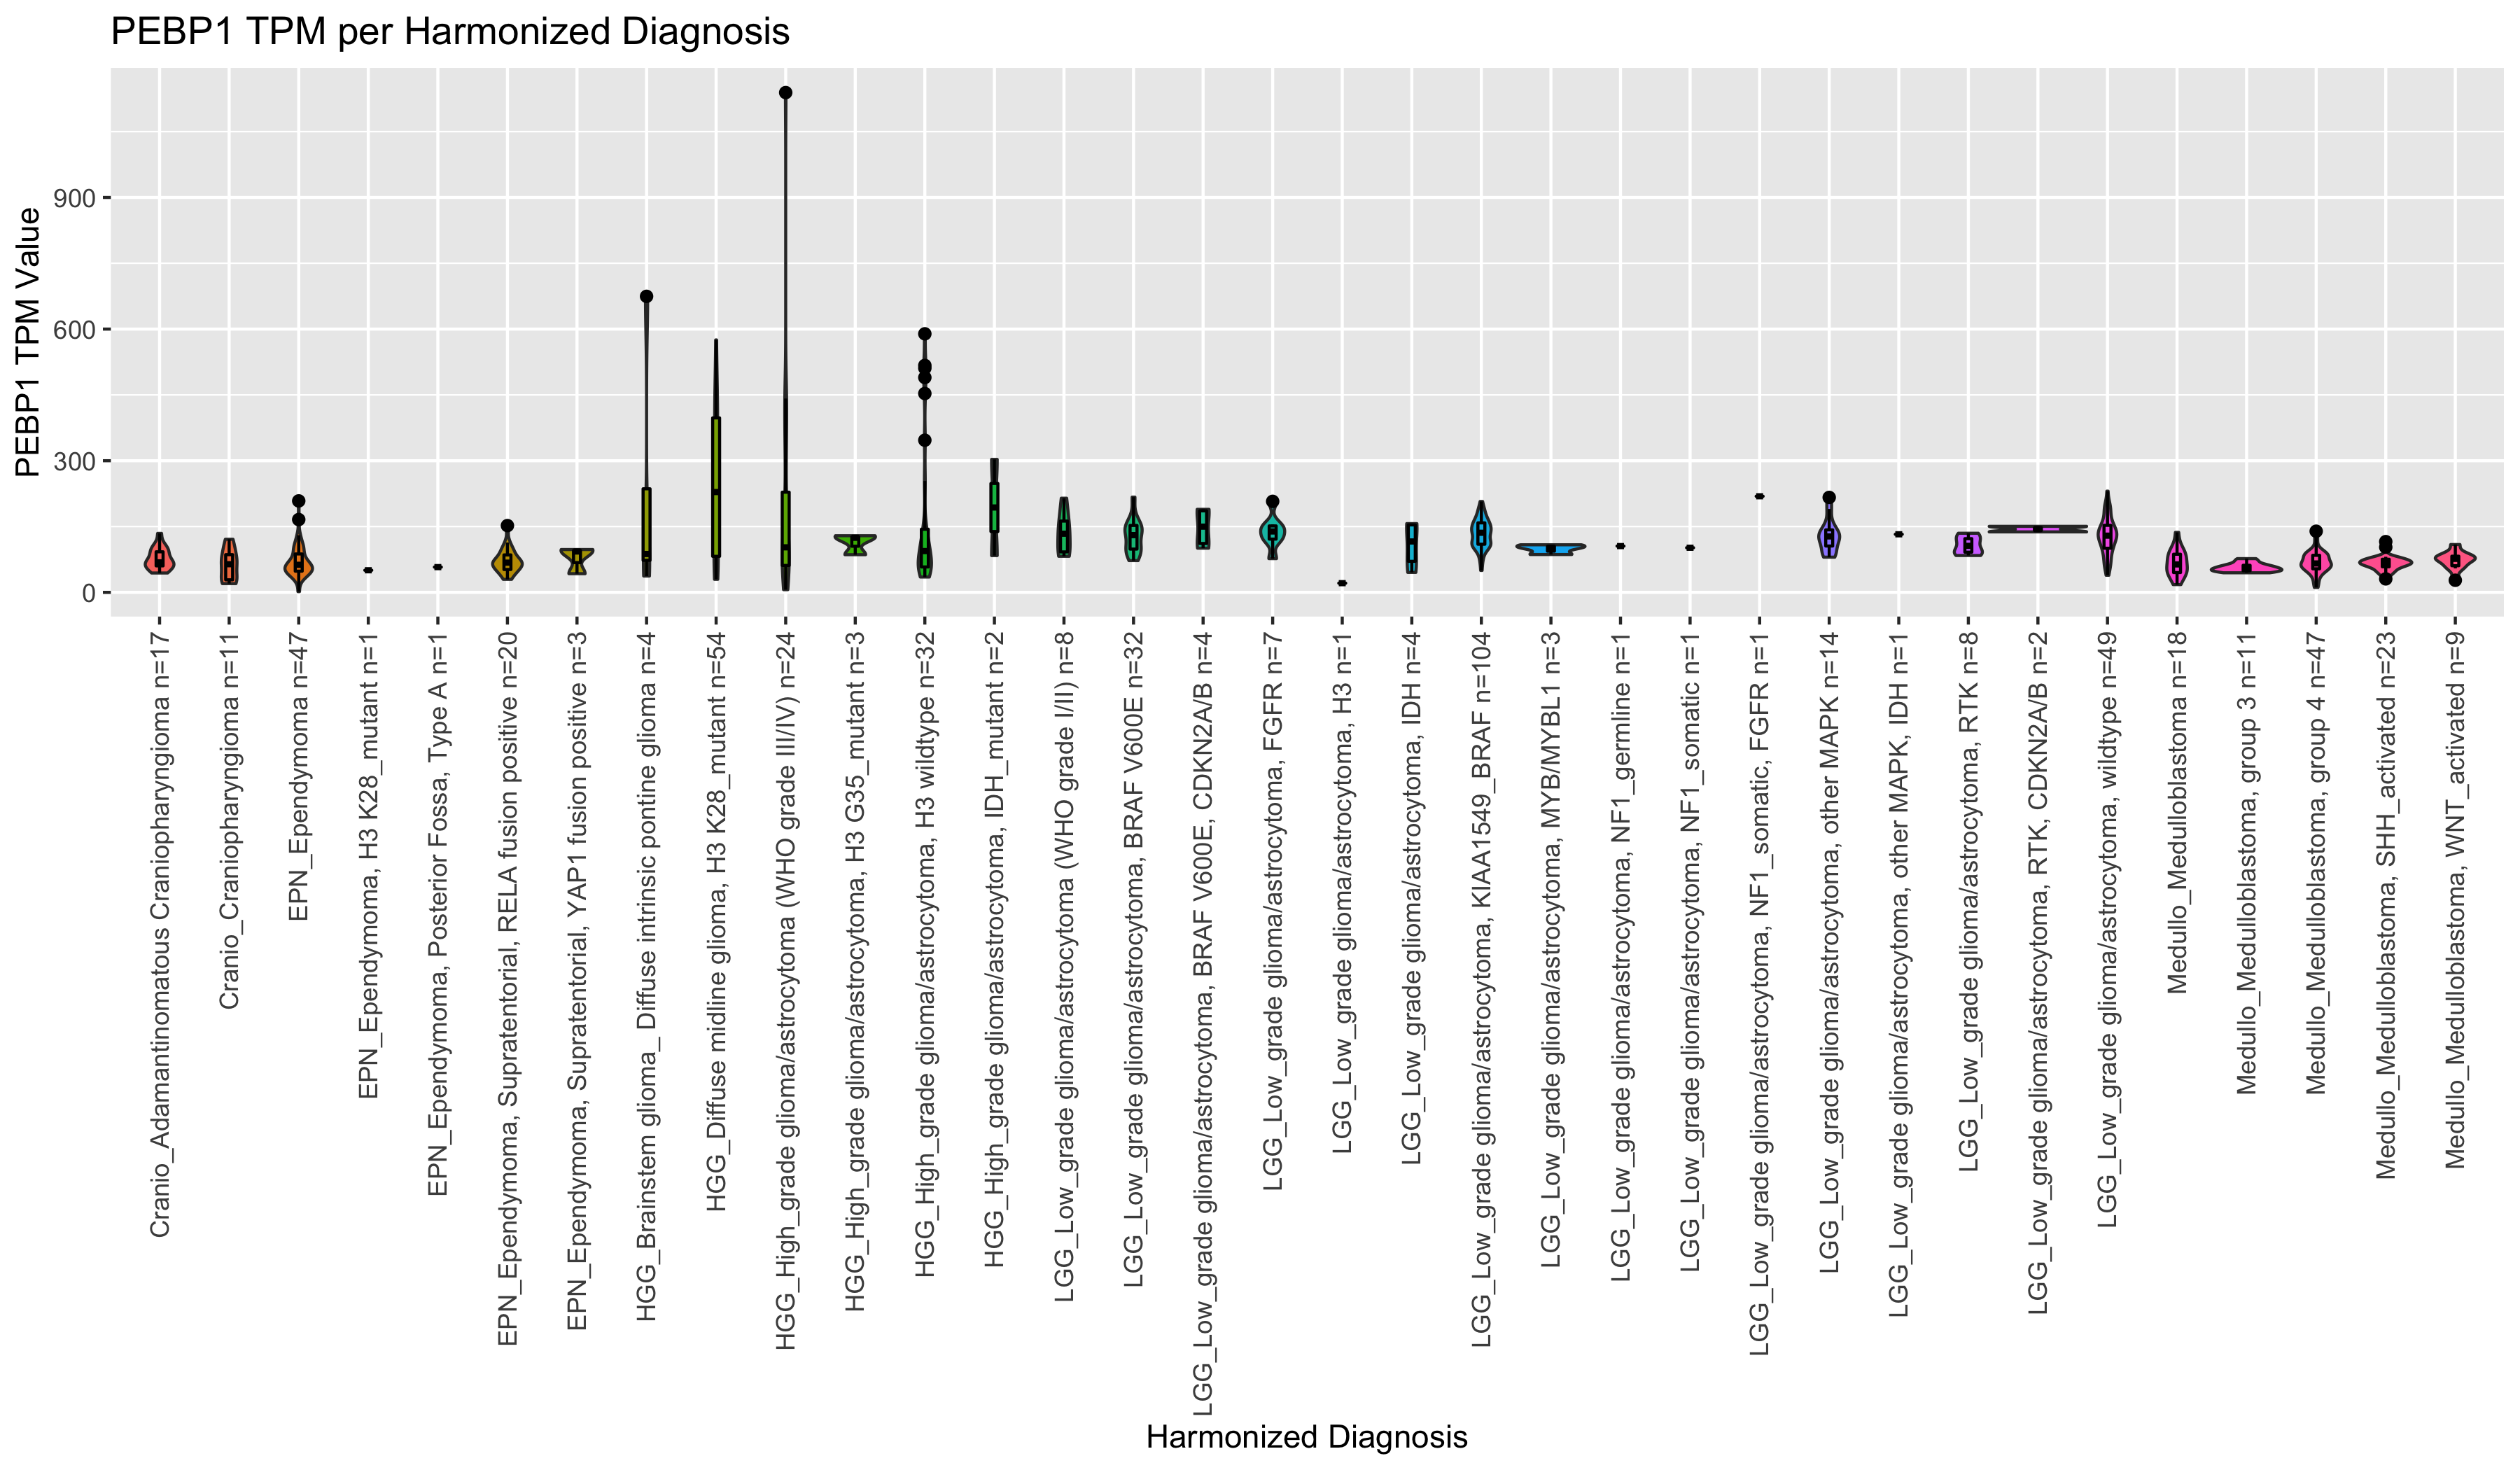 PEBP1 TPM per Harmonized Diagnosis
PEBP1 TPM Value
900
600
300
0
Cranio_Adamantinomatous Craniopharyngioma n=17
Cranio_Craniopharyngioma n=11
EPN_Ependymoma n=47
EPN_Ependymoma, H3 K28_mutant n=1
EPN_Ependymoma, Posterior Fossa, Type A n=1
EPN_Ependymoma, Supratentorial, RELA fusion positive n=20
EPN_Ependymoma, Supratentorial, YAP1 fusion positive n=3
HGG_Brainstem glioma_ Diffuse intrinsic pontine glioma n=4
HGG_Diffuse midline glioma, H3 K28_mutant n=54
HGG_High_grade glioma/astrocytoma (WHO grade III/IV) n=24
HGG_High_grade glioma/astrocytoma, H3 G35_mutant n=3
HGG_High_grade glioma/astrocytoma, H3 wildtype n=32
HGG_High_grade glioma/astrocytoma, IDH_mutant n=2
LGG_Low_grade glioma/astrocytoma (WHO grade I/II) n=8
LGG_Low_grade glioma/astrocytoma, BRAF V600E n=32
LGG_Low_grade glioma/astrocytoma, BRAF V600E, CDKN2A/B n=4
LGG_Low_grade glioma/astrocytoma, FGFR n=7
LGG_Low_grade glioma/astrocytoma, H3 n=1
LGG_Low_grade glioma/astrocytoma, IDH n=4
LGG_Low_grade glioma/astrocytoma, KIAA1549_BRAF n=104
LGG_Low_grade glioma/astrocytoma, MYB/MYBL1 n=3
LGG_Low_grade glioma/astrocytoma, NF1_germline n=1
LGG_Low_grade glioma/astrocytoma, NF1_somatic n=1
LGG_Low_grade glioma/astrocytoma, NF1_somatic, FGFR n=1
LGG_Low_grade glioma/astrocytoma, other MAPK n=14
LGG_Low_grade glioma/astrocytoma, other MAPK, IDH n=1
LGG_Low_grade glioma/astrocytoma, RTK n=8
LGG_Low_grade glioma/astrocytoma, RTK, CDKN2A/B n=2
LGG_Low_grade glioma/astrocytoma, wildtype n=49
Medullo_Medulloblastoma n=18
Medullo_Medulloblastoma, group 3 n=11
Medullo_Medulloblastoma, group 4 n=47
Medullo_Medulloblastoma, SHH_activated n=23
Medullo_Medulloblastoma, WNT_activated n=9
Harmonized Diagnosis